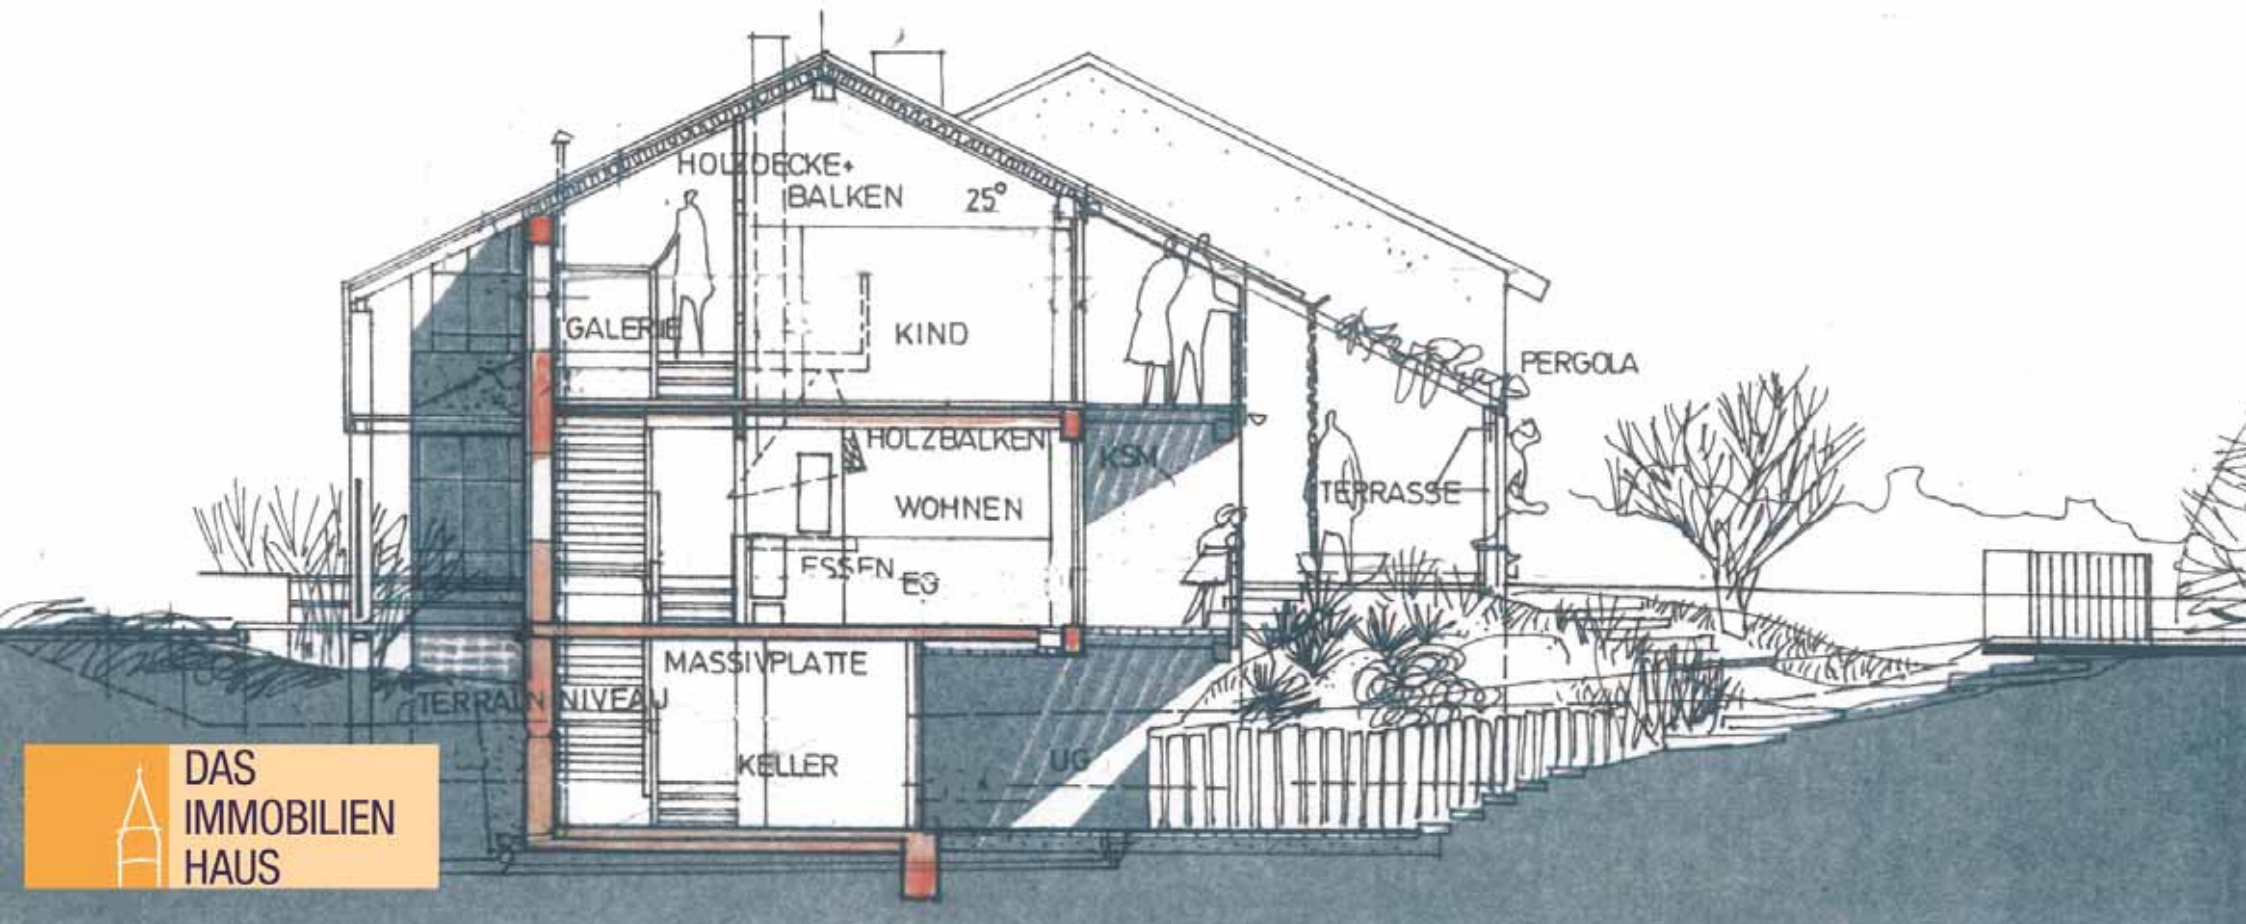 HOLZDECKE+
BALKEN
25°
GALERIE
KIND
PERGOLA
HOLZBALKEN
KSM
WOHNEN
TERRASSE
ESSEN
EG
MASSIVPLATTE
TERRAIN NIVEAU
KELLER
UG
DAS
IMMOBILIEN
HAUS